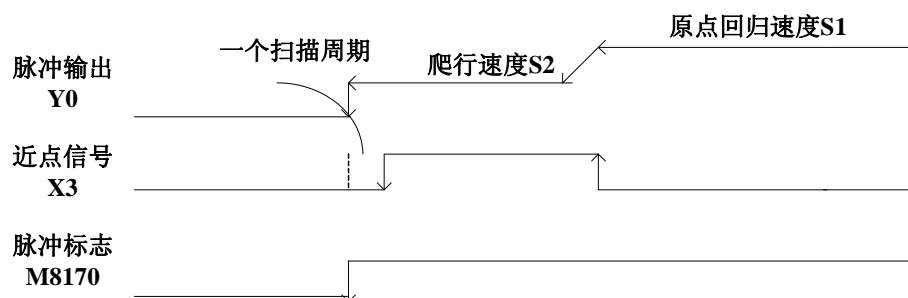 原点回归速度S1
一个扫描周期
爬行速度S2
脉冲输出
Y0
近点信号
X3
脉冲标志
M8170